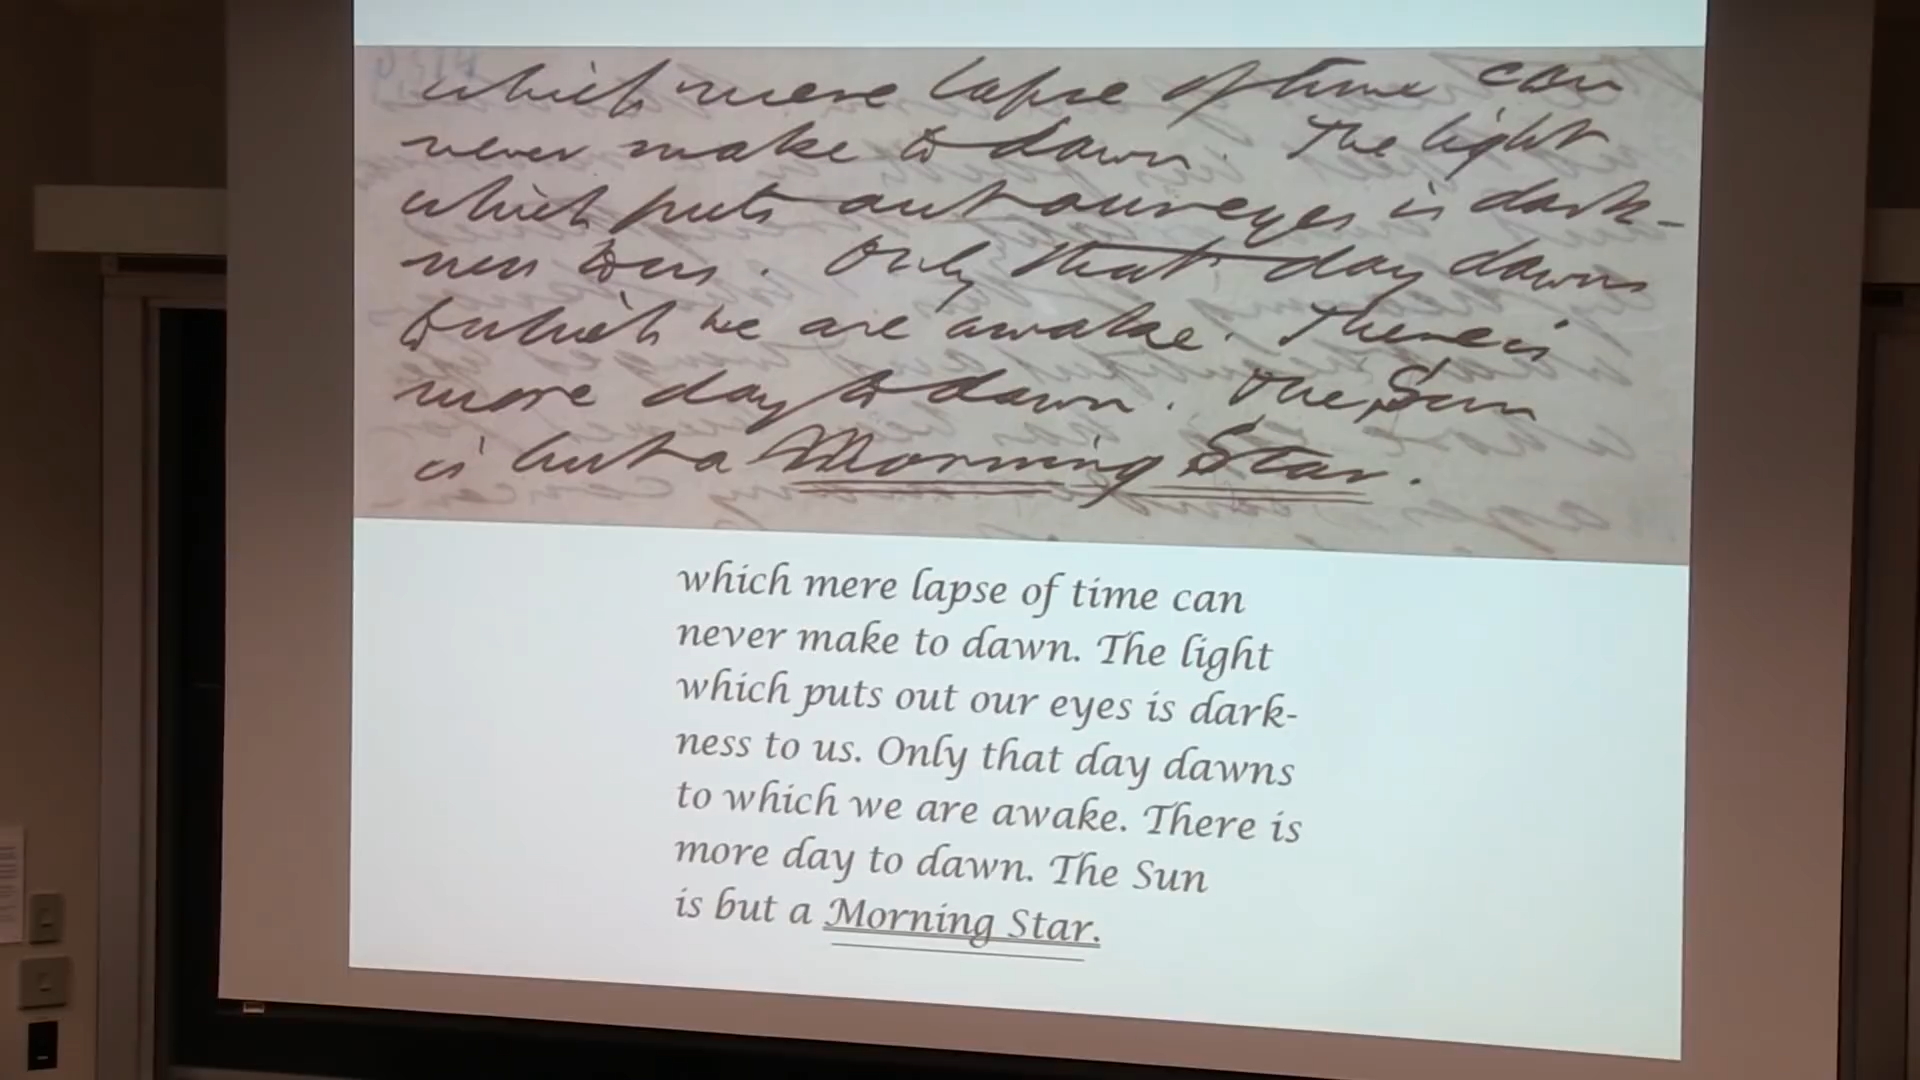 which mere lapse of time can
never make to dawn. The light
which puts out our eyes is dark-
ness to us. Only that day dawns
to which we are awake. There is
more day to dawn. The Sun
is but a Morning Star.
which mere lapse of time can
never make to dawn. The light
which puts out our eyes is dark-
ness to us. Only that day dawns
to which we are awake. There is
more day to dawn. The Sun
is but a Morning Star.